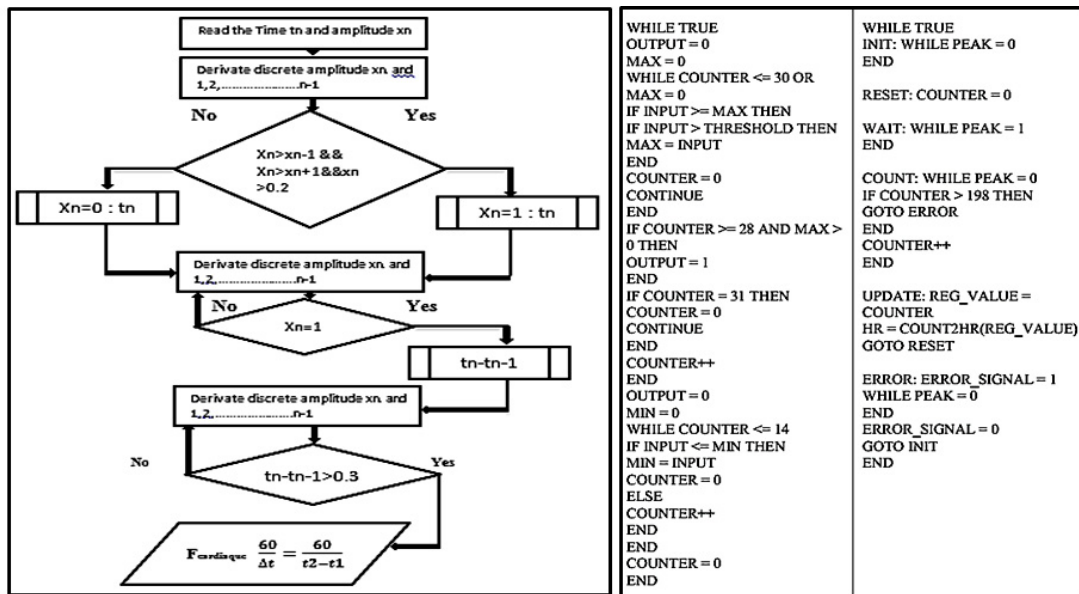 Read the Time tn and amplitude xn
Derivate discrete amplitude xn. and
1,2,........................n-1
No
Yes
Xn>xn-1 &&
Xn>xn+1&&xn
>0.2
Xn=0 : tn
Xn=1 : tn
Derivate discrete amplitude xn. and
1,2,........................n-1
No
Yes
Xn=1
tn-tn-1
Derivate discrete amplitude xn. and
1,2,........................n-1
No
Yes
tn-tn-1>0.3
Fcardiaque 60/Δt = 60/t2−t1
WHILE TRUE
OUTPUT = 0
MAX = 0
WHILE COUNTER <= 30 OR
MAX = 0
IF INPUT >= MAX THEN
IF INPUT > THRESHOLD THEN
MAX = INPUT
END
COUNTER = 0
CONTINUE
END
IF COUNTER >= 28 AND MAX >
0 THEN
OUTPUT = 1
END
IF COUNTER = 31 THEN
COUNTER = 0
CONTINUE
END
COUNTER++
END
OUTPUT = 0
MIN = 0
WHILE COUNTER <= 14
IF INPUT <= MIN THEN
MIN = INPUT
COUNTER = 0
ELSE
COUNTER++
END
END
COUNTER = 0
END
WHILE TRUE
INIT: WHILE PEAK = 0
END
RESET: COUNTER = 0
WAIT: WHILE PEAK = 1
END
COUNT: WHILE PEAK = 0
IF COUNTER > 198 THEN
GOTO ERROR
END
COUNTER++
END
UPDATE: REG_VALUE =
COUNTER
HR = COUNT2HR(REG_VALUE)
GOTO RESET
ERROR: ERROR_SIGNAL = 1
WHILE PEAK = 0
END
ERROR_SIGNAL = 0
GOTO INIT
END